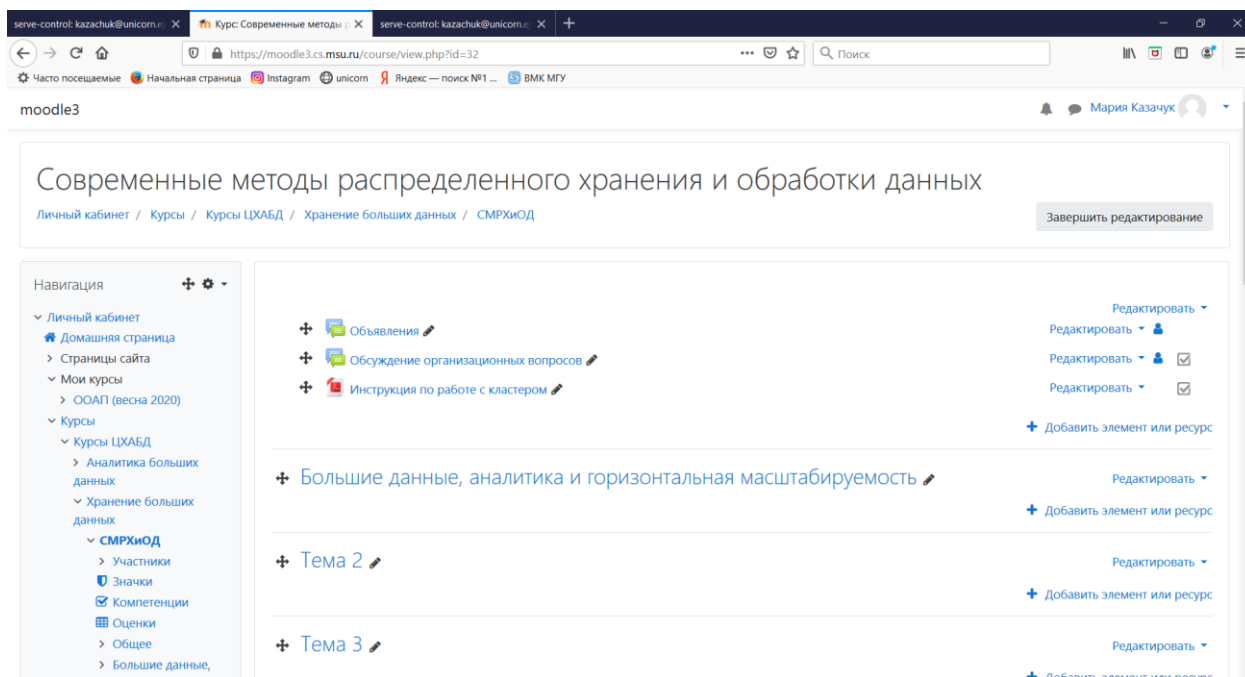 serve-control: kazachuk@unicorn.ej
Курс: Современные методы р
serve-control: kazachuk@unicorn.ej
https://moodle3.cs.msu.ru/course/view.php?id=32
Поиск
Часто посещаемые Начальная страница Instagram unicorn Яндекс — поиск №1 ... ВМК МГУ
moodle3
Мария Казачук
Современные методы распределенного хранения и обработки данных
Личный кабинет / Курсы / Курсы ЦХАБД / Хранение больших данных / СМРХиОД
Завершить редактирование
Навигация
Личный кабинет
Домашняя страница
Страницы сайта
Мои курсы
ООАП (весна 2020)
Курсы
Курсы ЦХАБД
Аналитика больших
данных
Хранение больших
данных
СМРХиОД
Участники
Значки
Компетенции
Оценки
Общее
Большие данные,
Редактировать
Объявления Редактировать
Обсуждение организационных вопросов Редактировать
Инструкция по работе с кластером Редактировать
Добавить элемент или ресурс
Большие данные, аналитика и горизонтальная масштабируемость Редактировать
Добавить элемент или ресурс
Тема 2 Редактировать
Добавить элемент или ресурс
Тема 3 Редактировать
Добавить элемент или ресурс